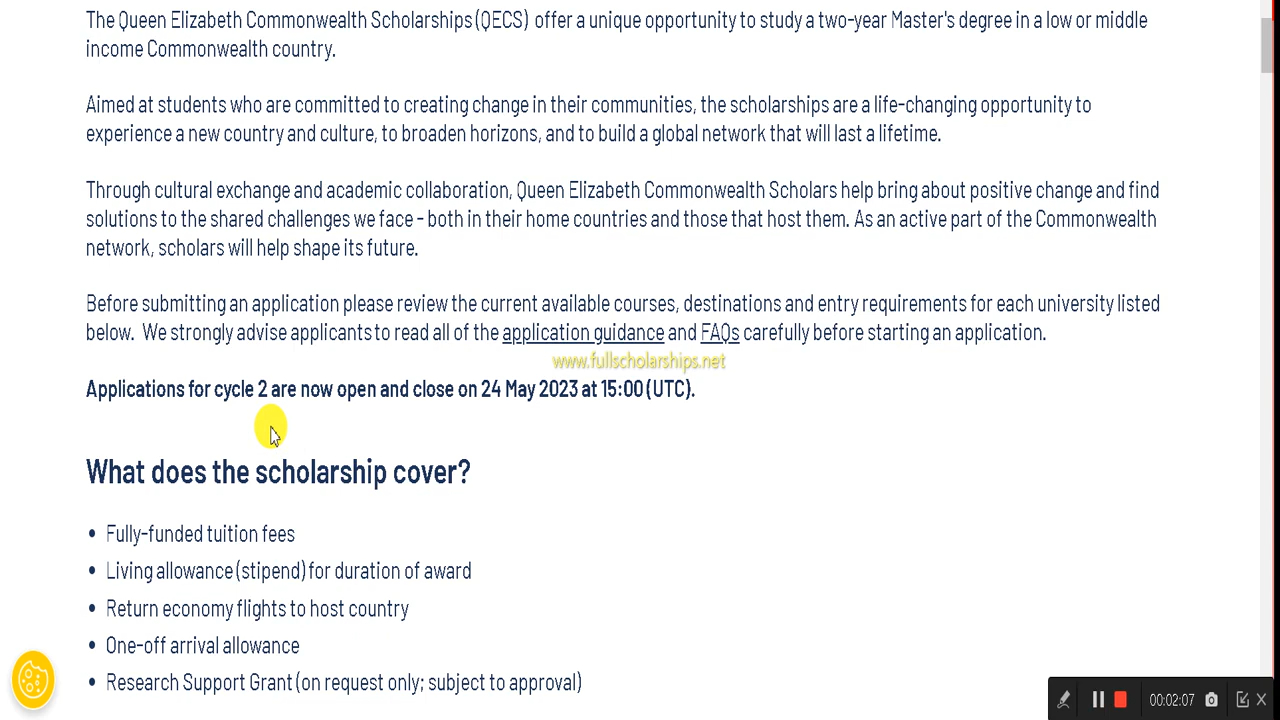 The Queen Elizabeth Commonwealth Scholarships (QECS) offer a unique opportunity to study a two-year Master's degree in a low or middle
income Commonwealth country.
Aimed at students who are committed to creating change in their communities, the scholarships are a life-changing opportunity to
experience a new country and culture, to broaden horizons, and to build a global network that will last a lifetime.
Through cultural exchange and academic collaboration, Queen Elizabeth Commonwealth Scholars help bring about positive change and find
solutions to the shared challenges we face - both in their home countries and those that host them. As an active part of the Commonwealth
network, scholars will help shape its future.
Before submitting an application please review the current available courses, destinations and entry requirements for each university listed
below. We strongly advise applicants to read all of the application guidance and FAQs carefully before starting an application.
www.fullscholarships.net
Applications for cycle 2 are now open and close on 24 May 2023 at 15:00 (UTC).
What does the scholarship cover?
• Fully-funded tuition fees
• Living allowance (stipend) for duration of award
• Return economy flights to host country
• One-off arrival allowance
• Research Support Grant (on request only; subject to approval)
00:02:07